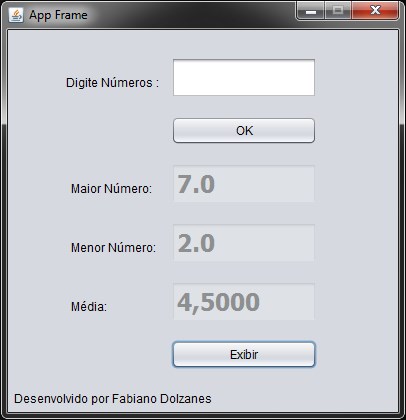 App Frame
Digite Números :
OK
Maior Número: 7.0
Menor Número: 2.0
Média: 4,5000
Exibir
Desenvolvido por Fabiano Dolzanes